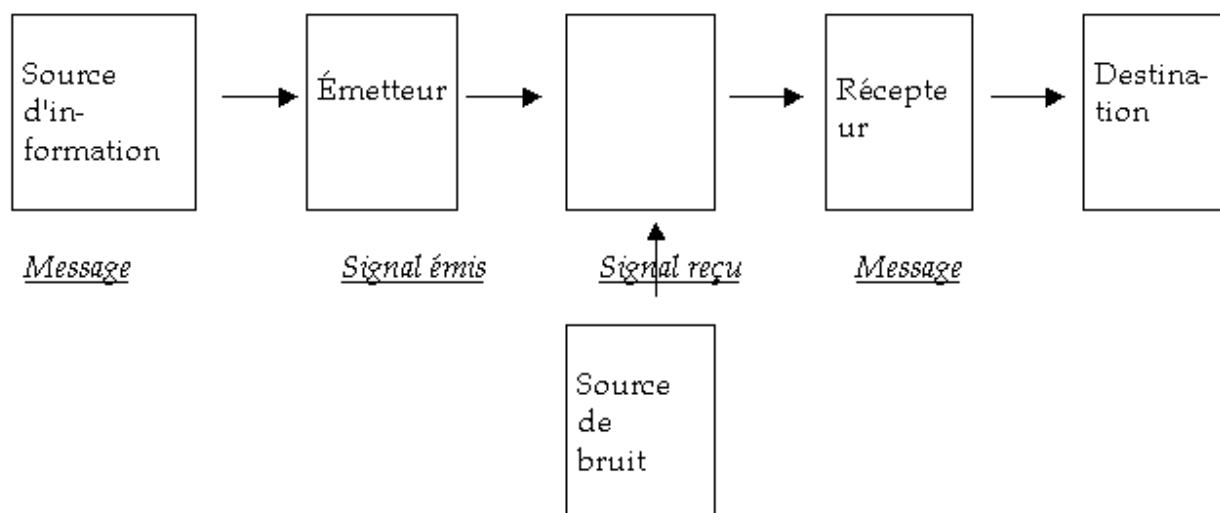 Source
d'in-
formation
Émetteur
Récepte
ur
Destina-
tion
Message
Signal émis
Signal reçu
Message
Source
de
bruit